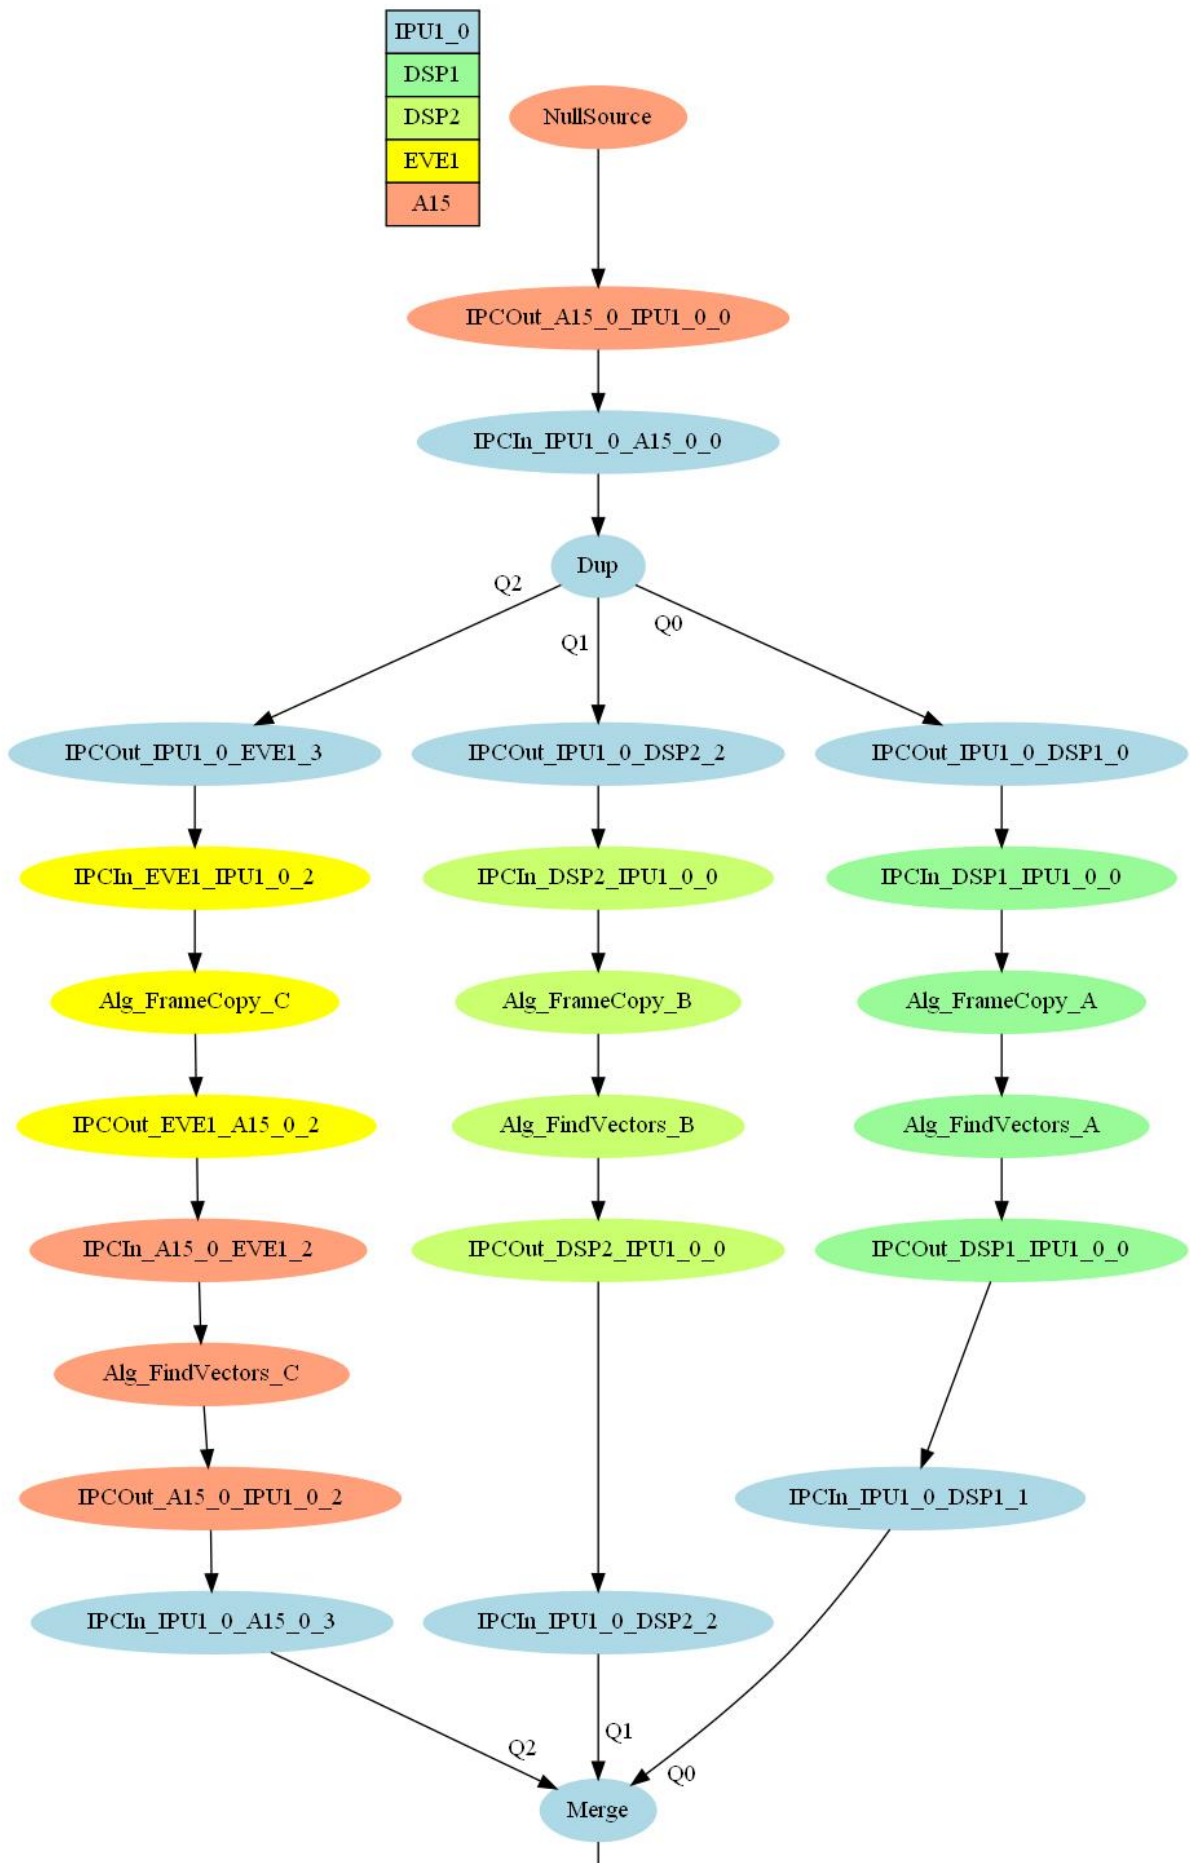 IPU1_0
DSP1
DSP2
EVE1
A15
NullSource
IPCOut_A15_0_IPU1_0_0
IPCIn_IPU1_0_A15_0_0
Dup
Q2
Q1
Q0
IPCOut_IPU1_0_EVE1_3
IPCOut_IPU1_0_DSP2_2
IPCOut_IPU1_0_DSP1_0
IPCIn_EVE1_IPU1_0_2
IPCIn_DSP2_IPU1_0_0
IPCIn_DSP1_IPU1_0_0
Alg_FrameCopy_C
Alg_FrameCopy_B
Alg_FrameCopy_A
IPCOut_EVE1_A15_0_2
Alg_FindVectors_B
Alg_FindVectors_A
IPCIn_A15_0_EVE1_2
IPCOut_DSP2_IPU1_0_0
IPCOut_DSP1_IPU1_0_0
Alg_FindVectors_C
IPCOut_A15_0_IPU1_0_2
IPCIn_IPU1_0_DSP1_1
IPCIn_IPU1_0_A15_0_3
IPCIn_IPU1_0_DSP2_2
Q2
Q1
Q0
Merge